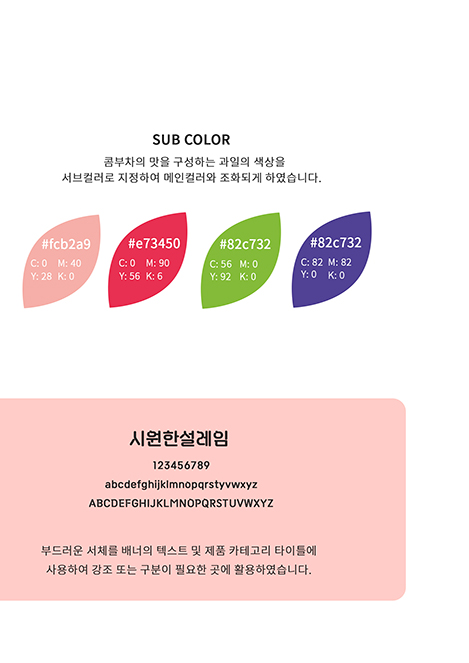 SUB COLOR
콤부차의 맛을 구성하는 과일의 색상을
서브컬러로 지정하여 메인컬러와 조화되게 하였습니다.
#fcb2a9
C: 0 M: 40
Y: 28 K: 0
#e73450
C: 0 M: 90
Y: 56 K: 6
#82c732
C: 56 M: 0
Y: 92 K: 0
#82c732
C: 82 M: 82
Y: 0 K: 0
시원한설레임
123456789
abcdefghijklmnopqrstyvwxyz
ABCDEFGHIJKLMNOPQRSTUVWXYZ
부드러운 서체를 배너의 텍스트 및 제품 카테고리 타이틀에
사용하여 강조 또는 구분이 필요한 곳에 활용하였습니다.